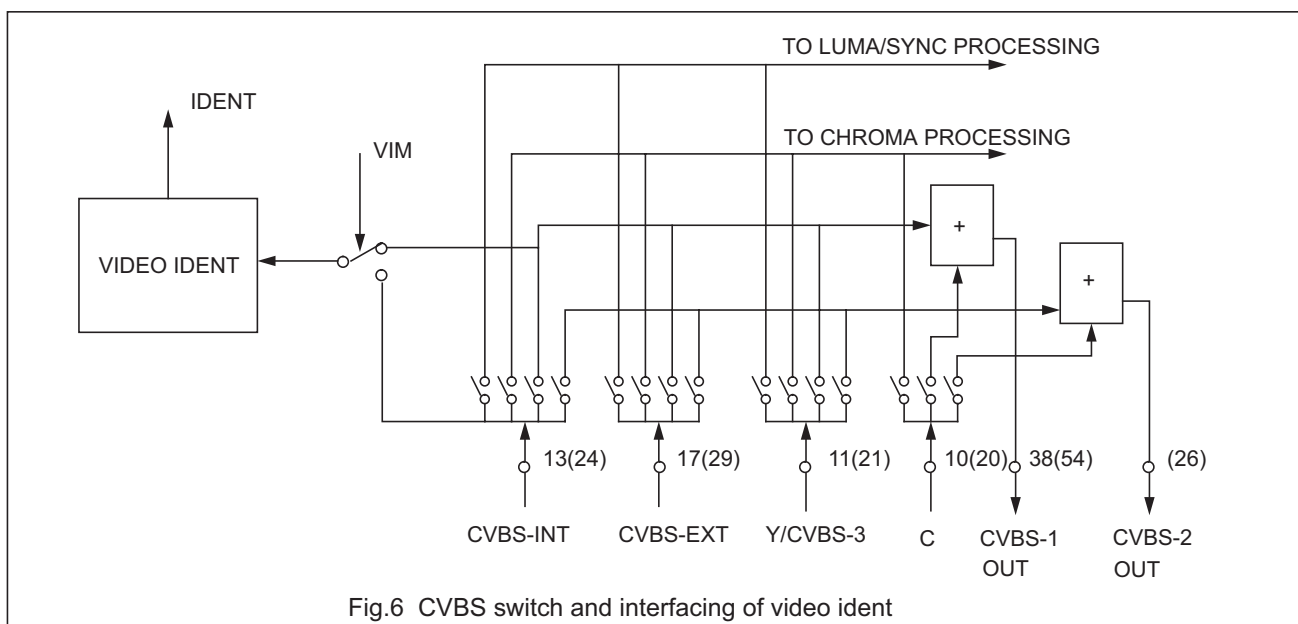 TO LUMA/SYNC PROCESSING
IDENT
TO CHROMA PROCESSING
VIM
VIDEO IDENT
+
+
13(24)
17(29)
11(21)
10(20)
38(54)
(26)
CVBS-INT
CVBS-EXT
Y/CVBS-3
C
CVBS-1
OUT
CVBS-2
OUT
Fig.6 CVBS switch and interfacing of video ident